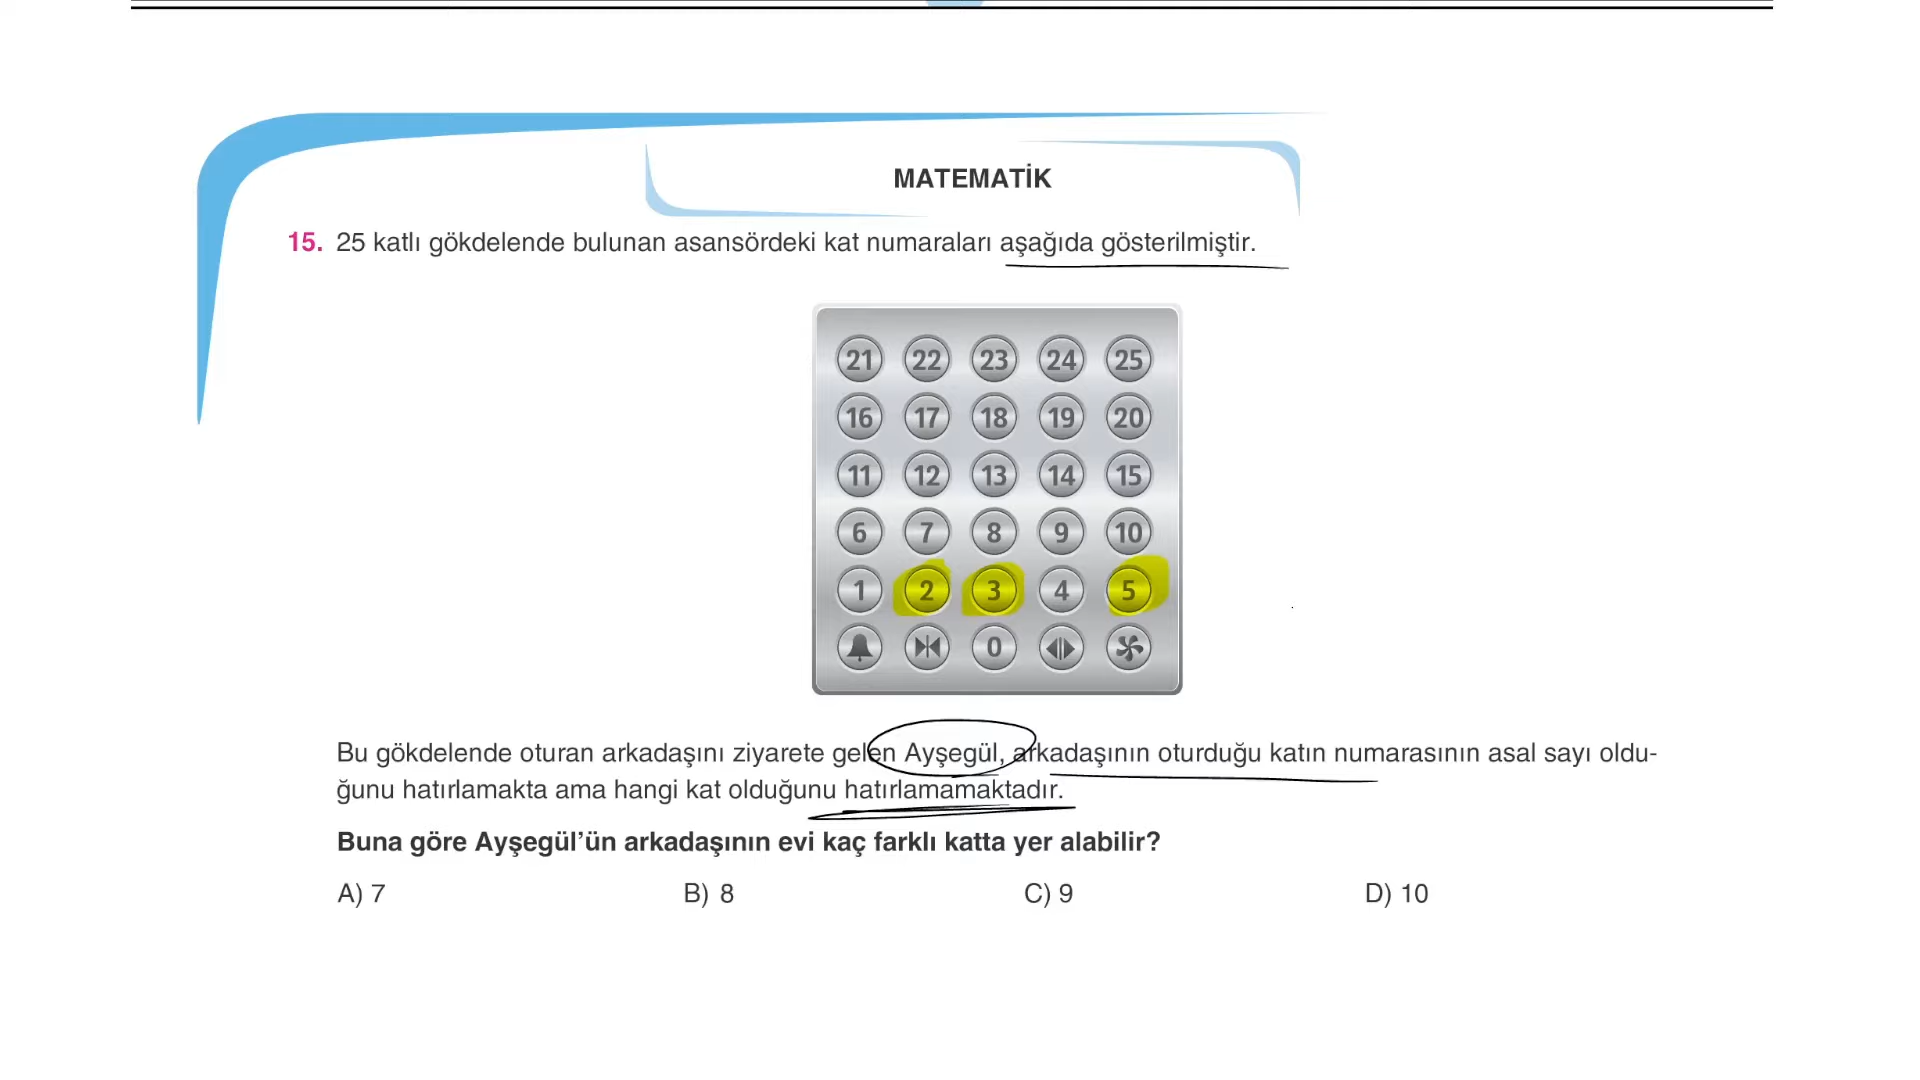 MATEMATİK
15. 25 katlı gökdelende bulunan asansördeki kat numaraları aşağıda gösterilmiştir.
21 22 23 24 25
16 17 18 19 20
11 12 13 14 15
6 7 8 9 10
1 2 3 4 5
0
Bu gökdelende oturan arkadaşını ziyarete gelen Ayşegül, arkadaşının oturduğu katın numarasının asal sayı oldu-
ğunu hatırlamakta ama hangi kat olduğunu hatırlamamaktadır.
Buna göre Ayşegül’ün arkadaşının evi kaç farklı katta yer alabilir?
A) 7 B) 8 C) 9 D) 10